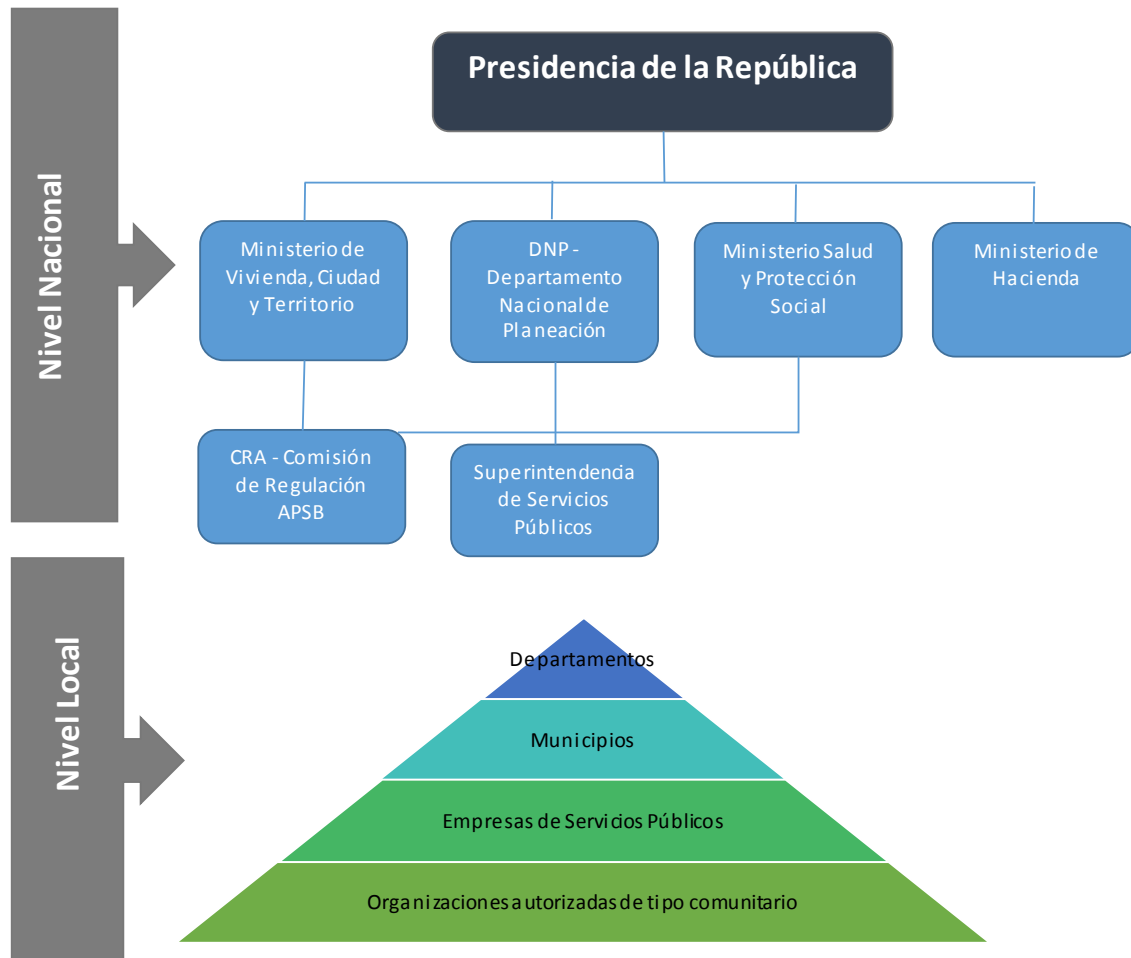 Nivel Nacional
Presidencia de la República
Ministerio de
Vivienda, Ciudad
y Territorio
DNP -
Departamento
Nacional de
Planeación
Ministerio Salud
y Protección
Social
Ministerio de
Hacienda
CRA - Comisión
de Regulación
APSB
Superintendencia
de Servicios
Públicos
Nivel Local
Departamentos
Municipios
Empresas de Servicios Públicos
Organizaciones autorizadas de tipo comunitario